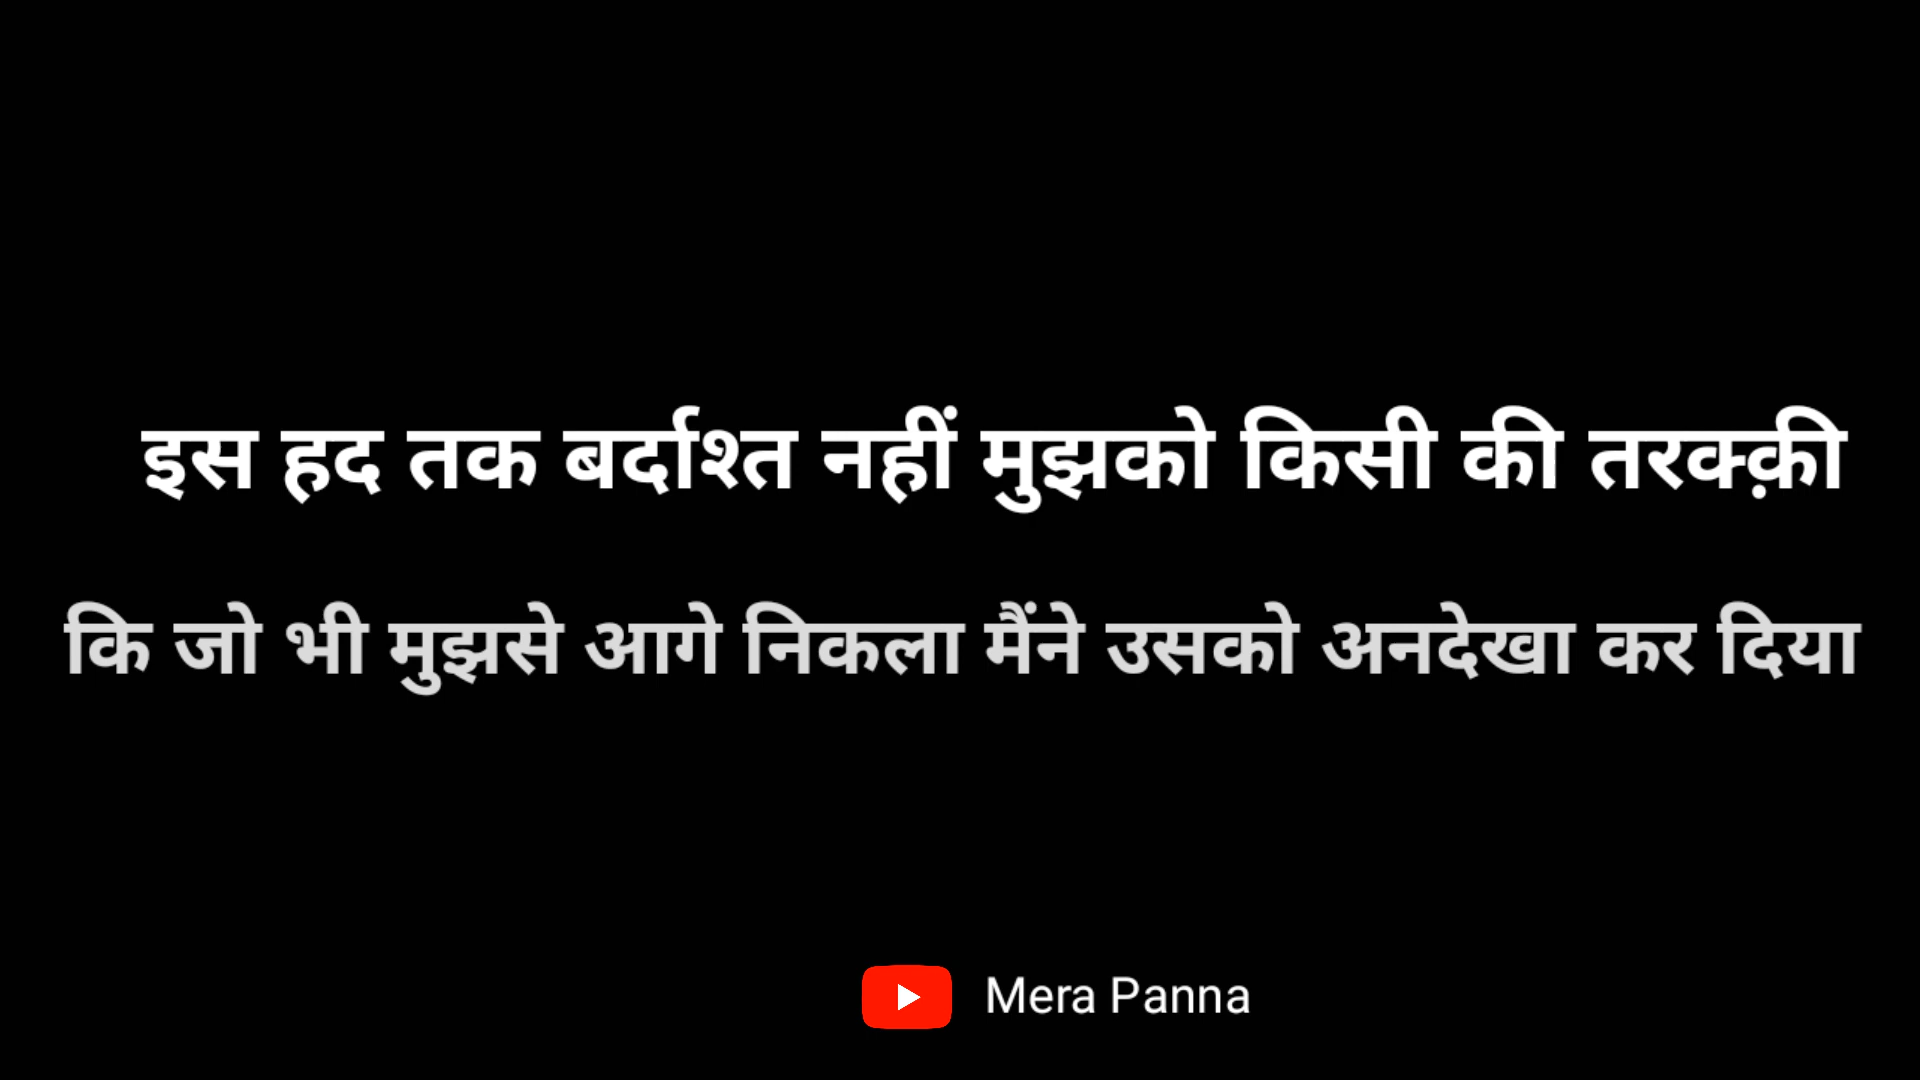 इस हद तक बर्दाश्त नहीं मुझको किसी की तरक्क़ी
कि जो भी मुझसे आगे निकला मैंने उसको अनदेखा कर दिया
Mera Panna